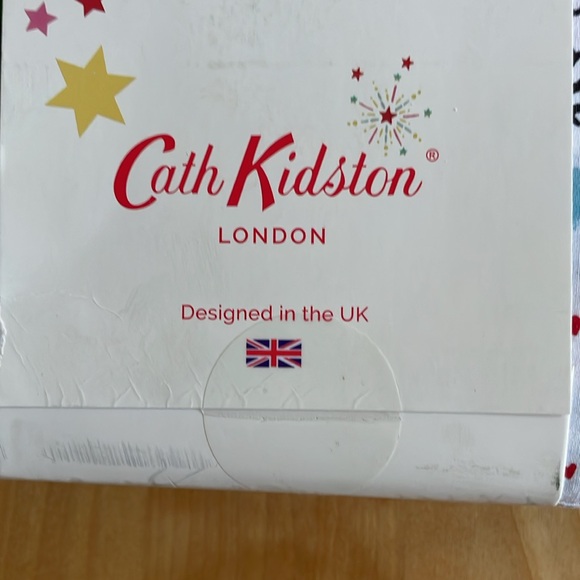 Cath Kidston®
LONDON
Designed in the UK